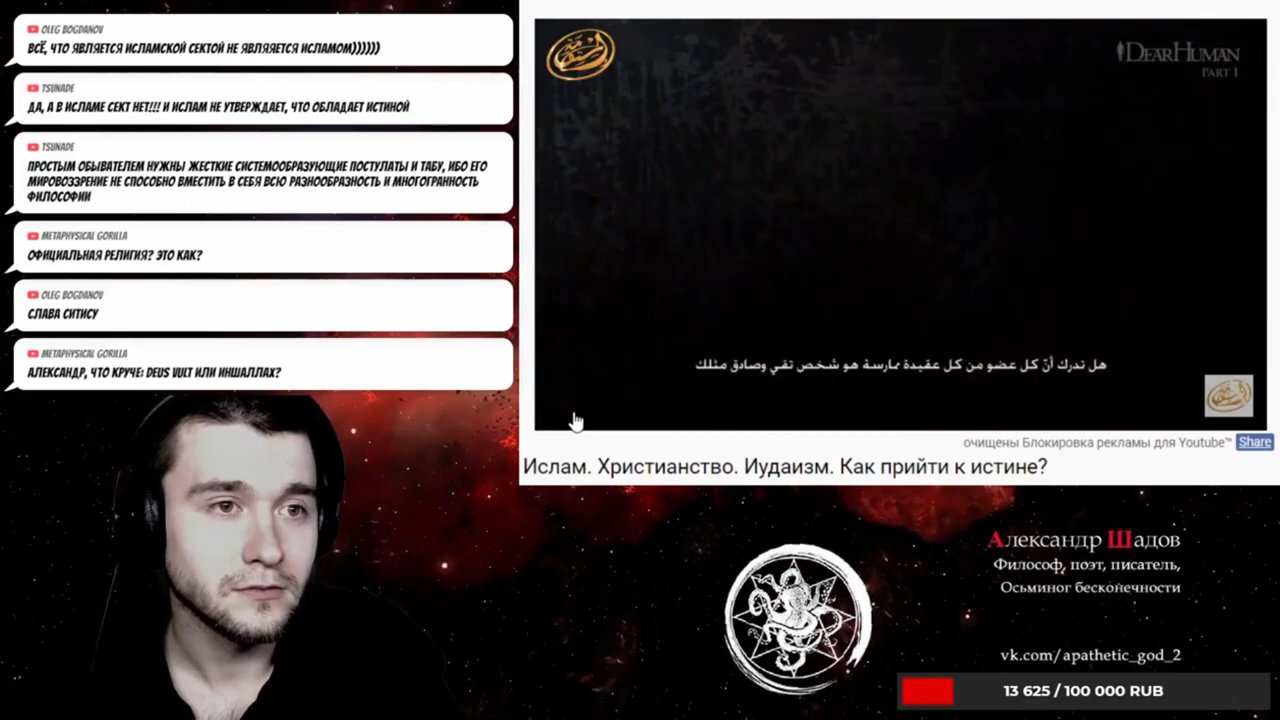 OLEG BOGDANOV
ВСЁ, ЧТО ЯВЛЯЕТСЯ ИСЛАМСКОЙ СЕКТОЙ НЕ ЯВЛЯЯЕТСЯ ИСЛАМОМ))))))
TSUNADE
ДА, А В ИСЛАМЕ СЕКТ НЕТ!!! И ИСЛАМ НЕ УТВЕРЖДАЕТ, ЧТО ОБЛАДАЕТ ИСТИНОЙ
TSUNADE
ПРОСТЫМ ОБЫВАТЕЛЕМ НУЖНЫ ЖЕСТКИЕ СИСТЕМООБРАЗУЮЩИЕ ПОСТУЛАТЫ И ТАБУ, ИБО ЕГО
МИРОВОЗЗРЕНИЕ НЕ СПОСОБНО ВМЕСТИТЬ В СЕБЯ ВСЮ РАЗНООБРАЗНОСТЬ И МНОГОГРАННОСТЬ
ФИЛОСОФИИ
METAPHYSICAL GORILLA
ОФИЦИАЛЬНАЯ РЕЛИГИЯ? ЭТО КАК?
OLEG BOGDANOV
СЛАВА СИТИСУ
METAPHYSICAL GORILLA
АЛЕКСАНДР, ЧТО КРУЧЕ: DEUS VULT ИЛИ ИНШАЛЛАХ?
DEARHUMAN
PART I
هل تدرك أنّ كل عضو من كل عقيدة ممارسة هو شخص تقي وصادق مثلك
очищены Блокировка рекламы для Youtube™ Share
Ислам. Христианство. Иудаизм. Как прийти к истине?
Александр Шадов
Философ, поэт, писатель,
Осьминог бесконечности
vk.com/apathetic_god_2
13 625 / 100 000 RUB